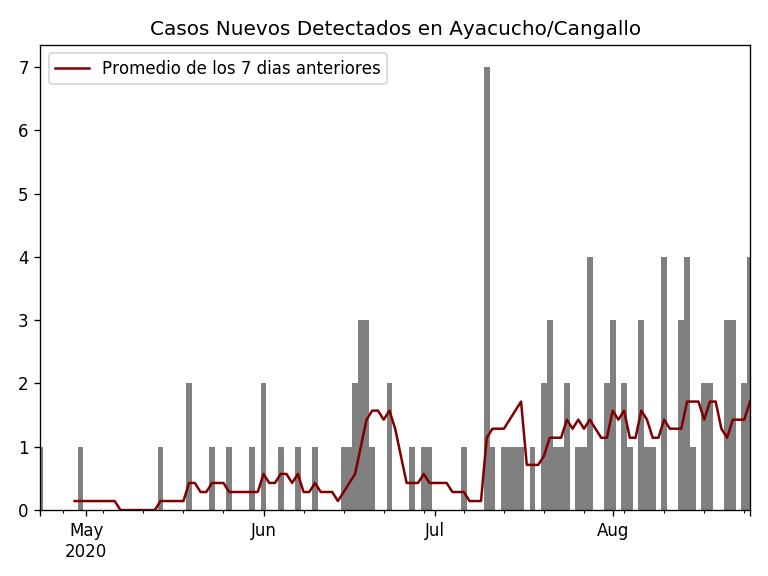 Casos Nuevos Detectados en Ayacucho/Cangallo
Promedio de los 7 dias anteriores
7
6
5
4
3
2
1
0
May
2020
Jun
Jul
Aug